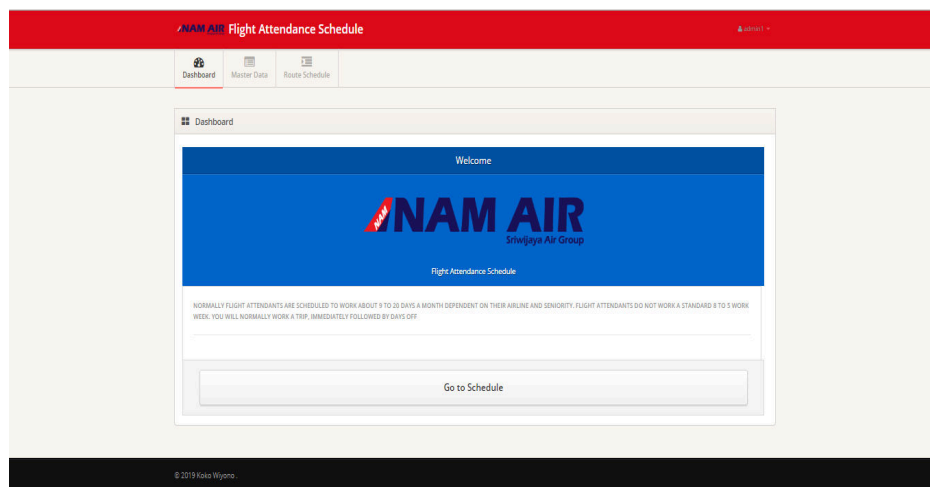 NAM AIR Flight Attendance Schedule
admin1
Dashboard
Master Data
Route Schedule
Dashboard
Welcome
NAM
NAM AIR
Sriwijaya Air Group
Flight Attendance Schedule
NORMALLY FLIGHT ATTENDANTS ARE SCHEDULED TO WORK ABOUT 9 TO 20 DAYS A MONTH DEPENDENT ON THEIR AIRLINE AND SENIORITY. FLIGHT ATTENDANTS DO NOT WORK A STANDARD 8 TO 5 WORK
WEEK. YOU WILL NORMALLY WORK A TRIP, IMMEDIATELY FOLLOWED BY DAYS OFF
Go to Schedule
© 2019 Koko Wiyono .